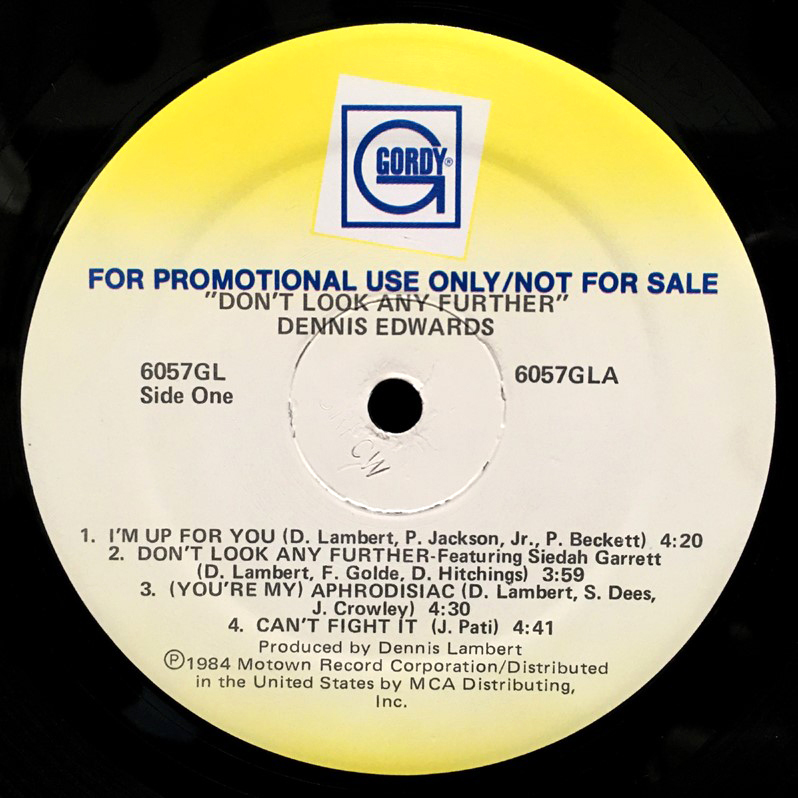 GORDY®
FOR PROMOTIONAL USE ONLY/NOT FOR SALE
"DON'T LOOK ANY FURTHER"
DENNIS EDWARDS
6057GL
Side One
6057GLA
CW
1. I'M UP FOR YOU (D. Lambert, P. Jackson, Jr., P. Beckett) 4:20
2. DON'T LOOK ANY FURTHER-Featuring Siedah Garrett
(D. Lambert, F. Golde, D. Hitchings) 3:59
3. (YOU'RE MY) APHRODISIAC (D. Lambert, S. Dees,
J. Crowley) 4:30
4. CAN'T FIGHT IT (J. Pati) 4:41
Produced by Dennis Lambert
℗1984 Motown Record Corporation/Distributed
in the United States by MCA Distributing,
Inc.